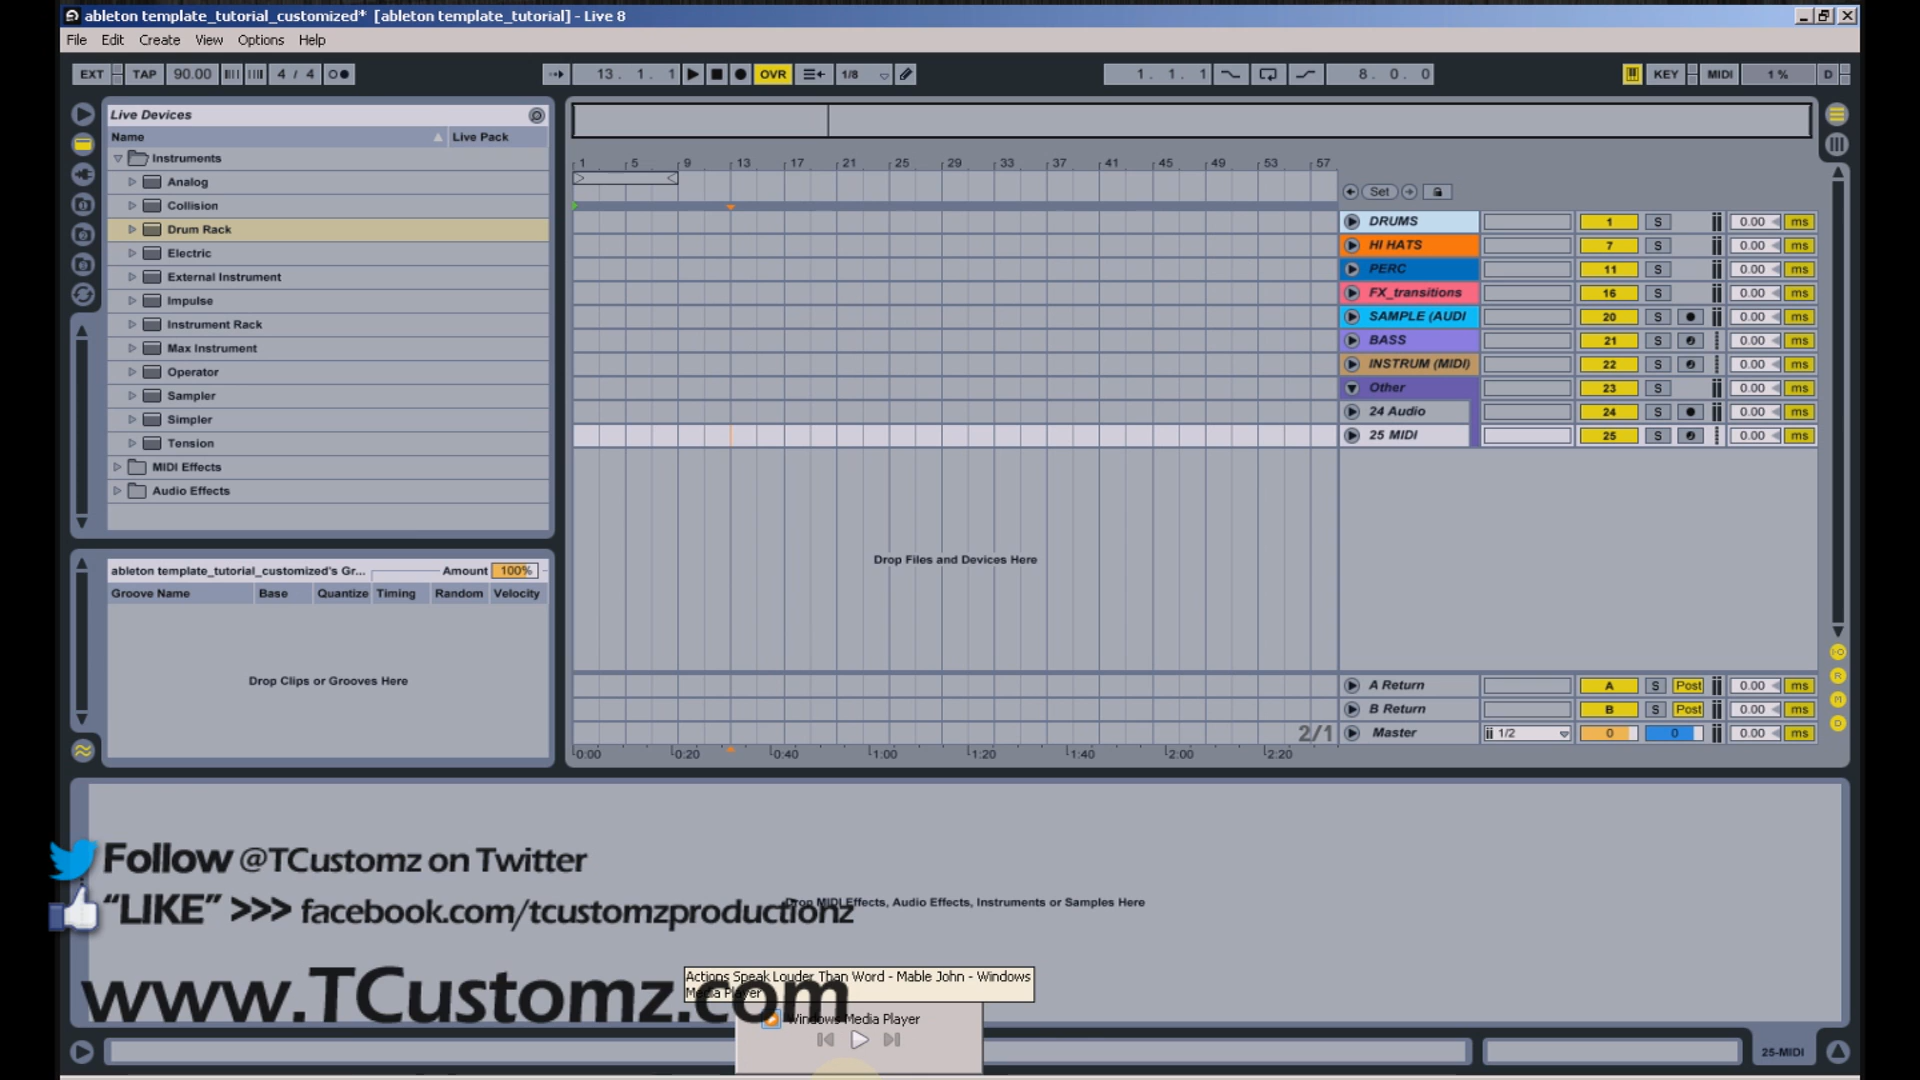 ableton template_tutorial_customized* [ableton template_tutorial] - Live 8
File Edit Create View Options Help
EXT TAP 90.00 4 / 4 13. 1. 1 OVR 1/8 1. 1. 1 8. 0. 0 KEY MIDI 1 % D
Live Devices
Name Live Pack
Instruments
Analog
Collision
Drum Rack
Electric
External Instrument
Impulse
Instrument Rack
Max Instrument
Operator
Sampler
Simpler
Tension
MIDI Effects
Audio Effects
ableton template_tutorial_customized's Gr... Amount 100%
Groove Name Base Quantize Timing Random Velocity
Drop Clips or Grooves Here
1 5 9 13 17 21 25 29 33 37 41 45 49 53 57
Set
DRUMS 1 S 0.00 ms
HI HATS 7 S 0.00 ms
PERC 11 S 0.00 ms
FX_transitions 16 S 0.00 ms
SAMPLE (AUDI 20 S 0.00 ms
BASS 21 S 0.00 ms
INSTRUM (MIDI) 22 S 0.00 ms
Other 23 S 0.00 ms
24 Audio 24 S 0.00 ms
25 MIDI 25 S 0.00 ms
Drop Files and Devices Here
A Return A S Post 0.00 ms
B Return B S Post 0.00 ms
2/1 Master 1/2 0 0 0.00 ms
0:00 0:20 0:40 1:00 1:20 1:40 2:00 2:20
I·O
R
M
D
Follow @TCustomz on Twitter
"LIKE" >>> facebook.com/tcustomzproductionz
Drop MIDI Effects, Audio Effects, Instruments or Samples Here
www.TCustomz.com
Actions Speak Louder Than Word - Mable John - Windows
Media Player
Windows Media Player
25-MIDI